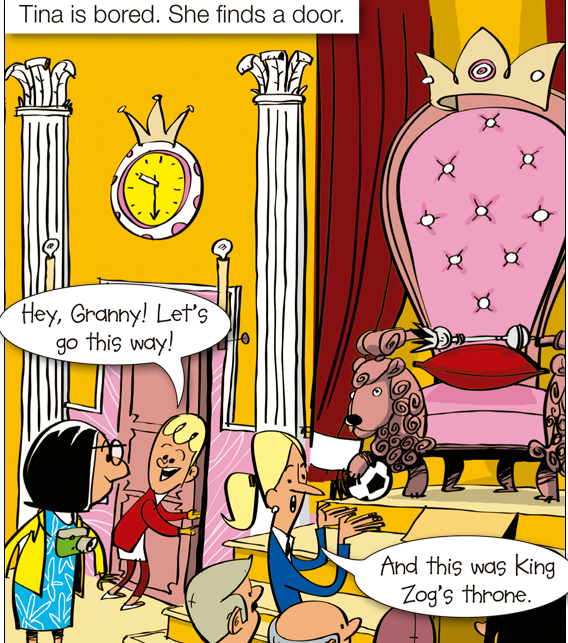 Tina is bored. She finds a door.
Hey, Granny! Let's
go this way!
And this was King
Zog's throne.